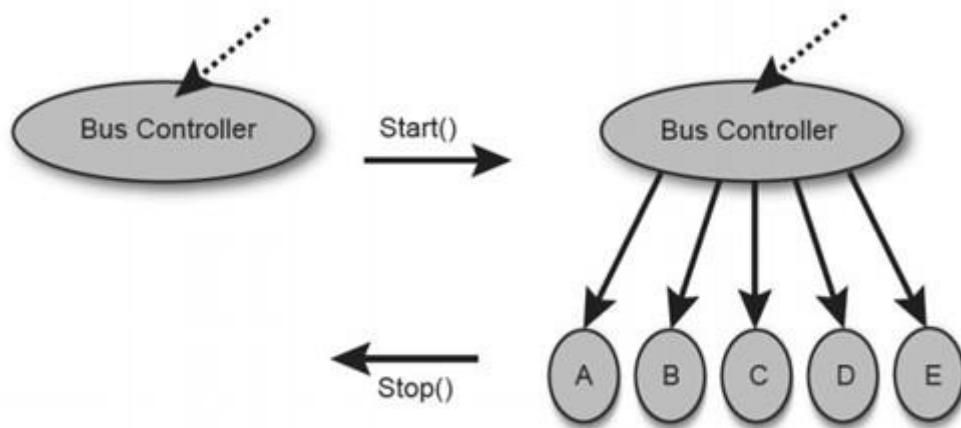 Bus Controller
Start()
Bus Controller
Stop()
A
B
C
D
E